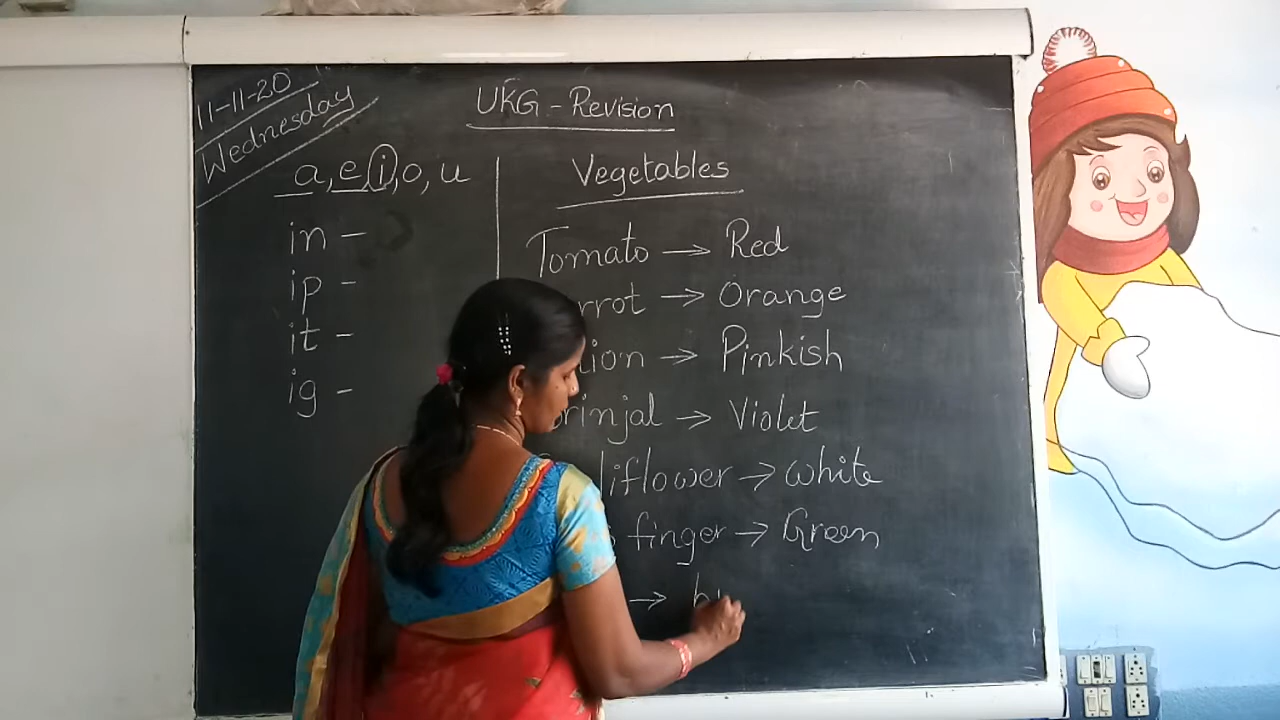 11-11-20
Wednesday
UKG - Revision
a, e, i, o, u
in -
ip -
it -
ig -
Vegetables
Tomato → Red
rrot → Orange
ion → Pinkish
brinjal → Violet
liflower → white
finger → Green
→